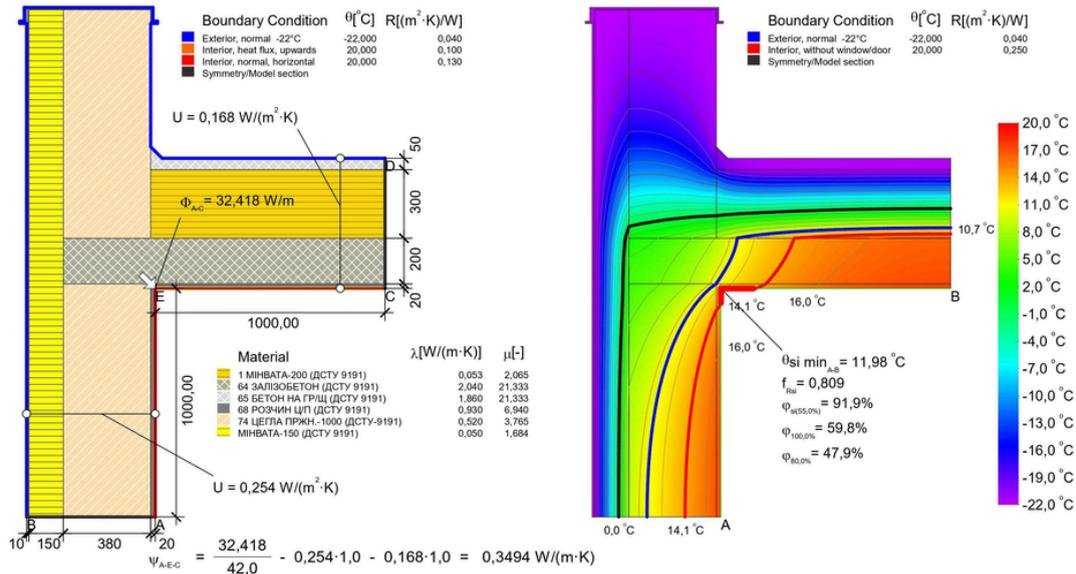 Boundary Condition θ[°C] R[(m²·K)/W]
Exterior, normal -22°C -22,000 0,040
Interior, heat flux, upwards 20,000 0,100
Interior, normal, horizontal 20,000 0,130
Symmetry/Model section
U = 0,168 W/(m²·K)
ΦA-C= 32,418 W/m
50
D
300
200
20
E
C
1000,00
1000,00
Material λ[W/(m·K)] μ[-]
1 МІНВАТА-200 (ДСТУ 9191) 0,053 2,065
64 ЗАЛІЗОБЕТОН (ДСТУ 9191) 2,040 21,333
65 БЕТОН НА ГР/Щ (ДСТУ 9191) 1,860 21,333
68 РОЗЧИН Ц/П (ДСТУ 9191) 0,930 6,940
74 ЦЕГЛА ПРЖН.-1000 (ДСТУ-9191) 0,520 3,765
МІНВАТА-150 (ДСТУ 9191) 0,050 1,684
U = 0,254 W/(m²·K)
B
A
10 150 380 20
ψA-E-C = 32,418 / 42,0 - 0,254·1,0 - 0,168·1,0 = 0,3494 W/(m·K)
Boundary Condition θ[°C] R[(m²·K)/W]
Exterior, normal -22°C -22,000 0,040
Interior, without window/door 20,000 0,250
Symmetry/Model section
10,7 °C
B
14,1 °C
16,0 °C
16,0 °C
θsi minA-B= 11,98 °C
fRsi= 0,809
φsi(55,0%)= 91,9%
φ100,0%= 59,8%
φ80,0%= 47,9%
0,0 °C
14,1 °C
A
20,0 °C
17,0 °C
14,0 °C
11,0 °C
8,0 °C
5,0 °C
2,0 °C
-1,0 °C
-4,0 °C
-7,0 °C
-10,0 °C
-13,0 °C
-16,0 °C
-19,0 °C
-22,0 °C